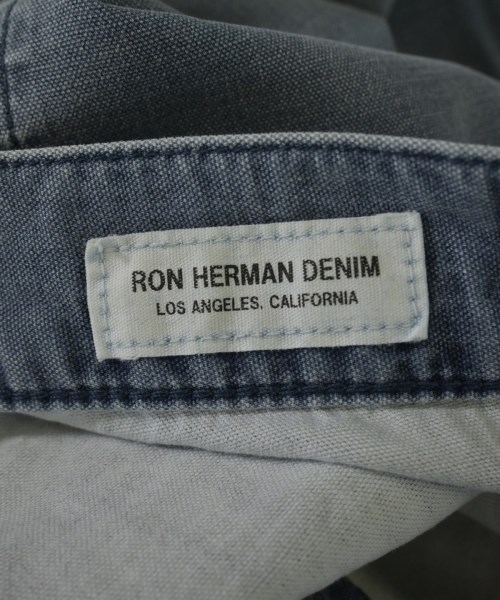 RON HERMAN DENIM
LOS ANGELES. CALIFORNIA